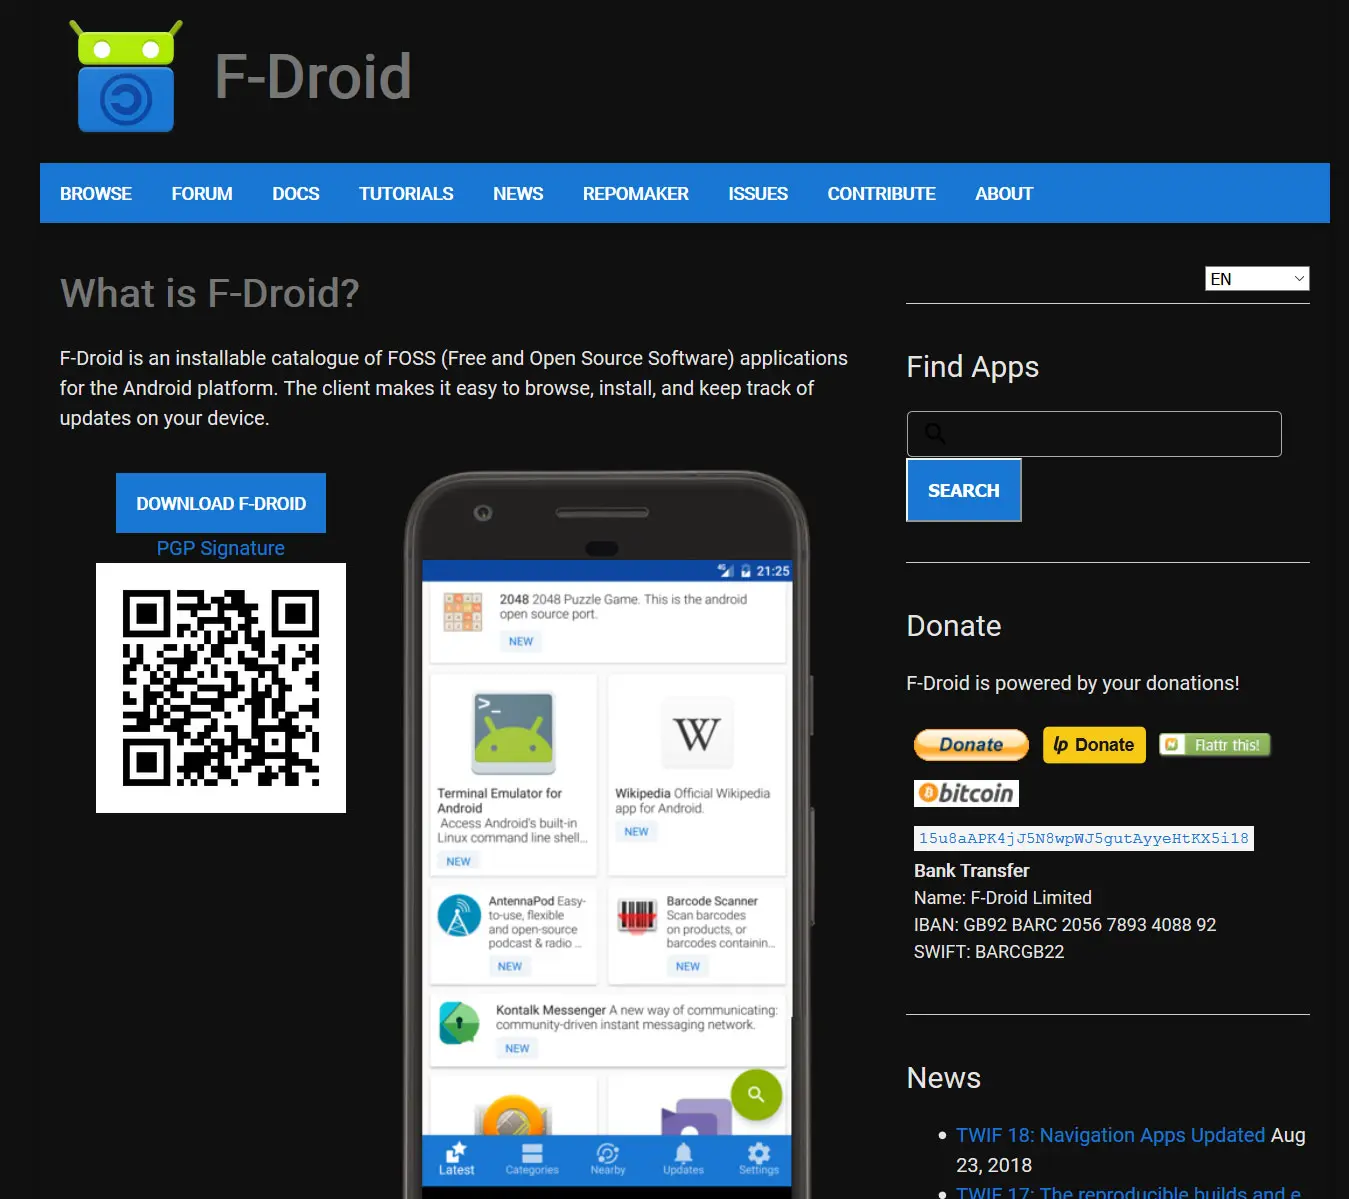 F-Droid
BROWSE FORUM DOCS TUTORIALS NEWS REPOMAKER ISSUES CONTRIBUTE ABOUT
What is F-Droid?
F-Droid is an installable catalogue of FOSS (Free and Open Source Software) applications
for the Android platform. The client makes it easy to browse, install, and keep track of
updates on your device.
DOWNLOAD F-DROID
PGP Signature
4G 21:25
2048 2048 Puzzle Game. This is the android
open source port.
NEW
>_
Terminal Emulator for
Android
Access Android's built-in
Linux command line shell...
NEW
W
Wikipedia Official Wikipedia
app for Android.
NEW
AntennaPod Easy-
to-use, flexible
and open-source
podcast & radio ...
NEW
Barcode Scanner
Scan barcodes
on products, or
barcodes containin...
NEW
Kontalk Messenger A new way of communicating:
community-driven instant messaging network.
NEW
Latest Categories Nearby Updates Settings
EN
Find Apps
SEARCH
Donate
F-Droid is powered by your donations!
Donate
lp Donate
Flattr this!
bitcoin
15u8aAPK4jJ5N8wpWJ5gutAyyeHtKX5i18
Bank Transfer
Name: F-Droid Limited
IBAN: GB92 BARC 2056 7893 4088 92
SWIFT: BARCGB22
News
TWIF 18: Navigation Apps Updated Aug
23, 2018
TWIF 17: The reproducible builds and e